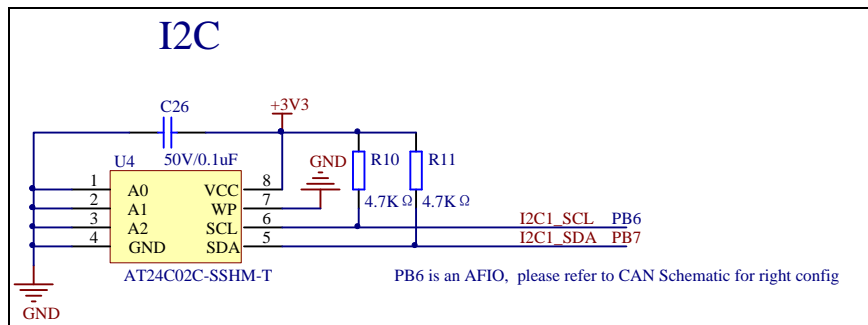 I2C
C26
+3V3
50V/0.1uF
U4
GND
R10
R11
1 A0 VCC 8
2 A1 WP 7
3 A2 SCL 6
4 GND SDA 5
4.7KΩ 4.7KΩ
I2C1_SCL PB6
I2C1_SDA PB7
AT24C02C-SSHM-T
PB6 is an AFIO, please refer to CAN Schematic for right config
GND